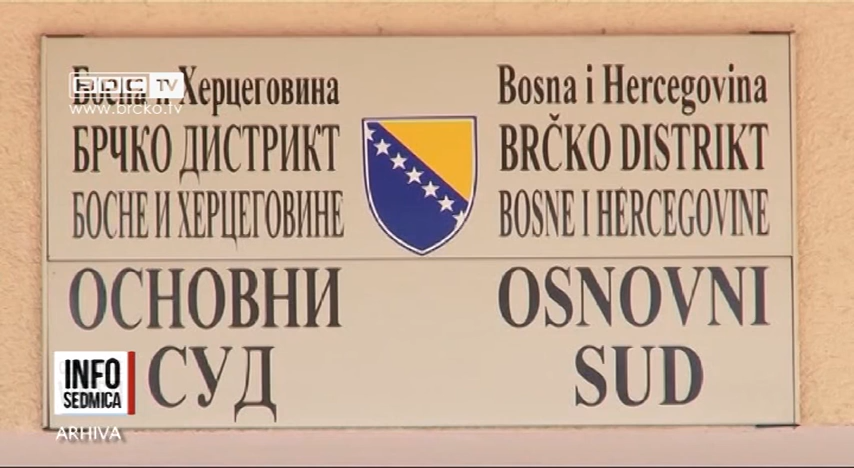 Босна и Херцеговина
БРЧКО ДИСТРИКТ
БОСНЕ И ХЕРЦЕГОВИНЕ
ОСНОВНИ
СУД
Bosna i Hercegovina
BRČKO DISTRIKT
BOSNE I HERCEGOVINE
OSNOVNI
SUD
TV
www.brcko.tv
INFO
SEDMICA
ARHIVA